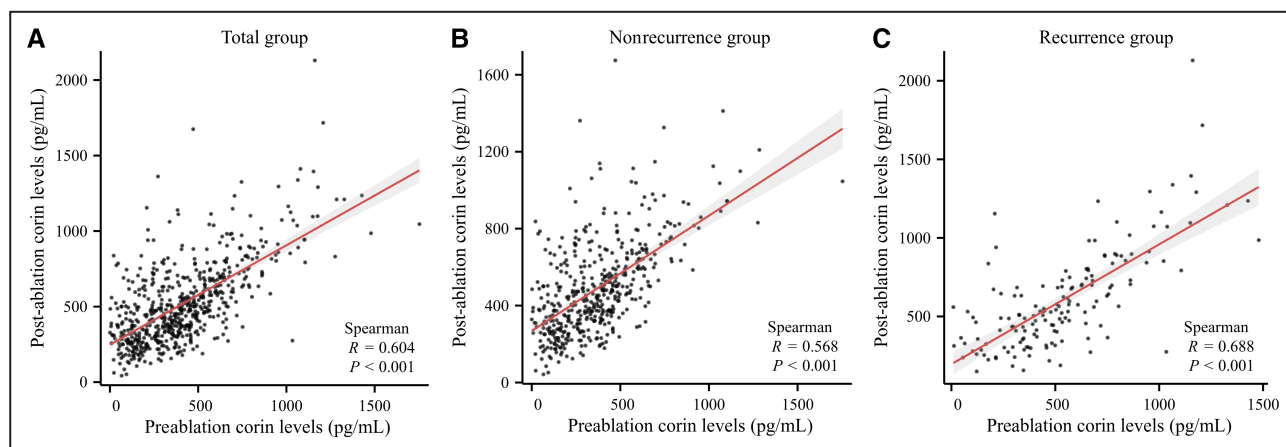 A
Total group
Post-ablation corin levels (pg/mL)
2000
1500
1000
500
0
Spearman
R = 0.604
P < 0.001
0 500 1000 1500
Preablation corin levels (pg/mL)
B
Nonrecurrence group
Post-ablation corin levels (pg/mL)
1600
1200
800
400
0
Spearman
R = 0.568
P < 0.001
0 500 1000 1500
Preablation corin levels (pg/mL)
C
Recurrence group
Post-ablation corin levels (pg/mL)
2000
1500
1000
500
Spearman
R = 0.688
P < 0.001
0 500 1000 1500
Preablation corin levels (pg/mL)